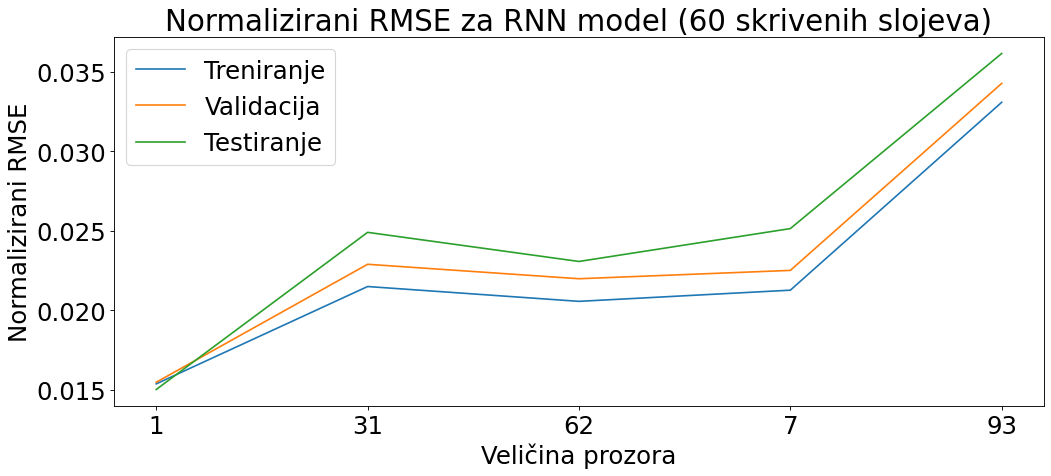 Normalizirani RMSE za RNN model (60 skrivenih slojeva)
Normalizirani RMSE
0.035
0.030
0.025
0.020
0.015
Treniranje
Validacija
Testiranje
1 31 62 7 93
Veličina prozora